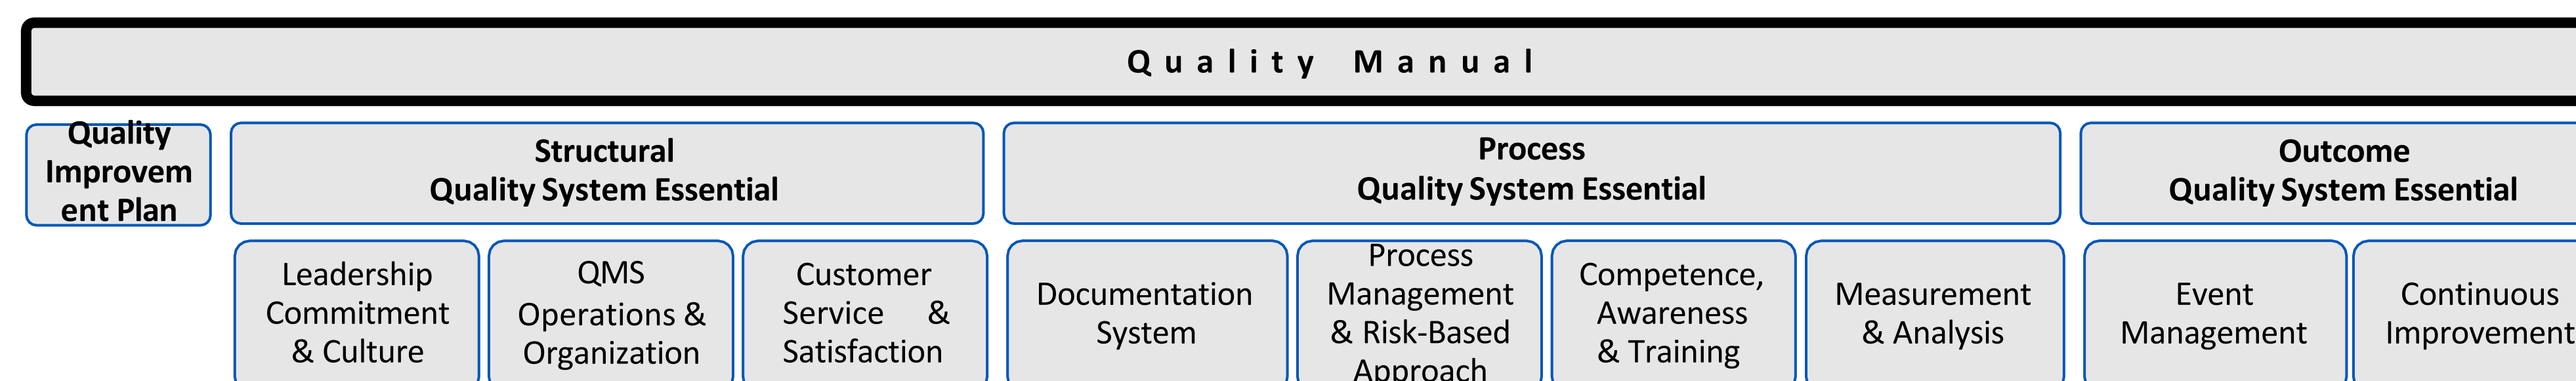 Quality Manual
Quality
Improvem
ent Plan
Structural
Quality System Essential
Process
Quality System Essential
Outcome
Quality System Essential
Leadership
Commitment
& Culture
QMS
Operations &
Organization
Customer
Service &
Satisfaction
Documentation
System
Process
Management
& Risk-Based
Approach
Competence,
Awareness
& Training
Measurement
& Analysis
Event
Management
Continuous
Improvement